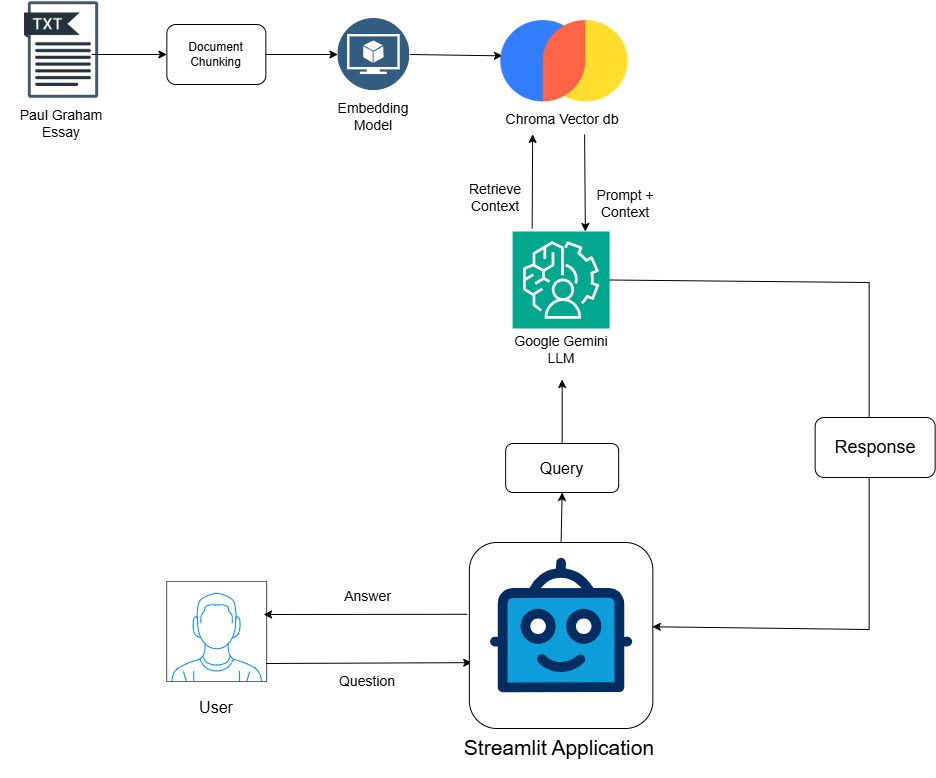 TXT
Document
Chunking
Paul Graham
Essay
Embedding
Model
Chroma Vector db
Retrieve
Context
Prompt +
Context
Google Gemini
LLM
Query
Response
Answer
Question
User
Streamlit Application